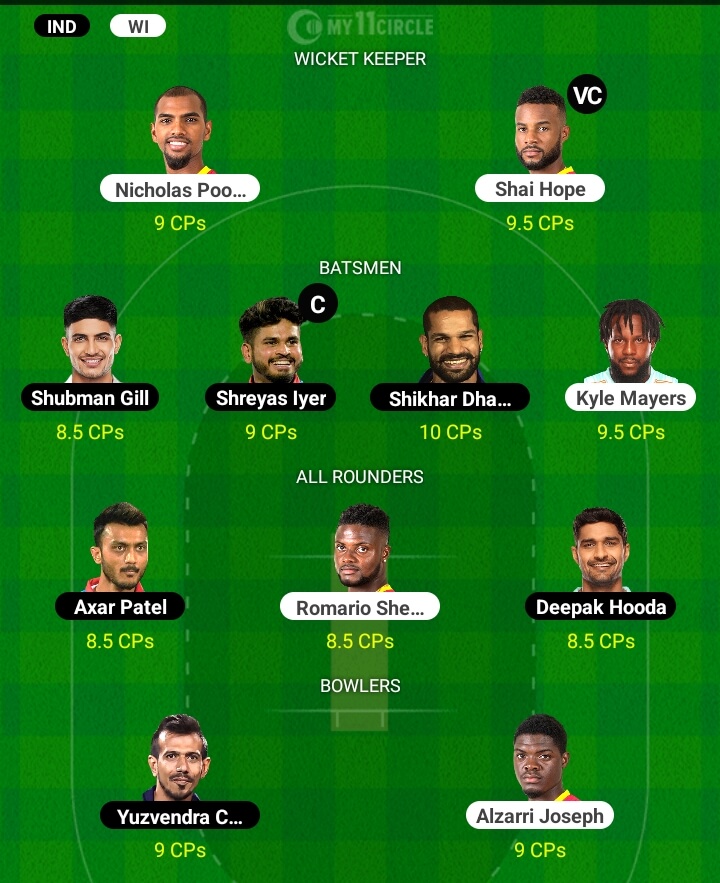 IND WI
MY11CIRCLE
WICKET KEEPER
VC
Nicholas Poo... Shai Hope
9 CPs 9.5 CPs
BATSMEN
C
Shubman Gill Shreyas Iyer Shikhar Dha... Kyle Mayers
8.5 CPs 9 CPs 10 CPs 9.5 CPs
ALL ROUNDERS
Axar Patel Romario She... Deepak Hooda
8.5 CPs 8.5 CPs 8.5 CPs
BOWLERS
Yuzvendra C... Alzarri Joseph
9 CPs 9 CPs